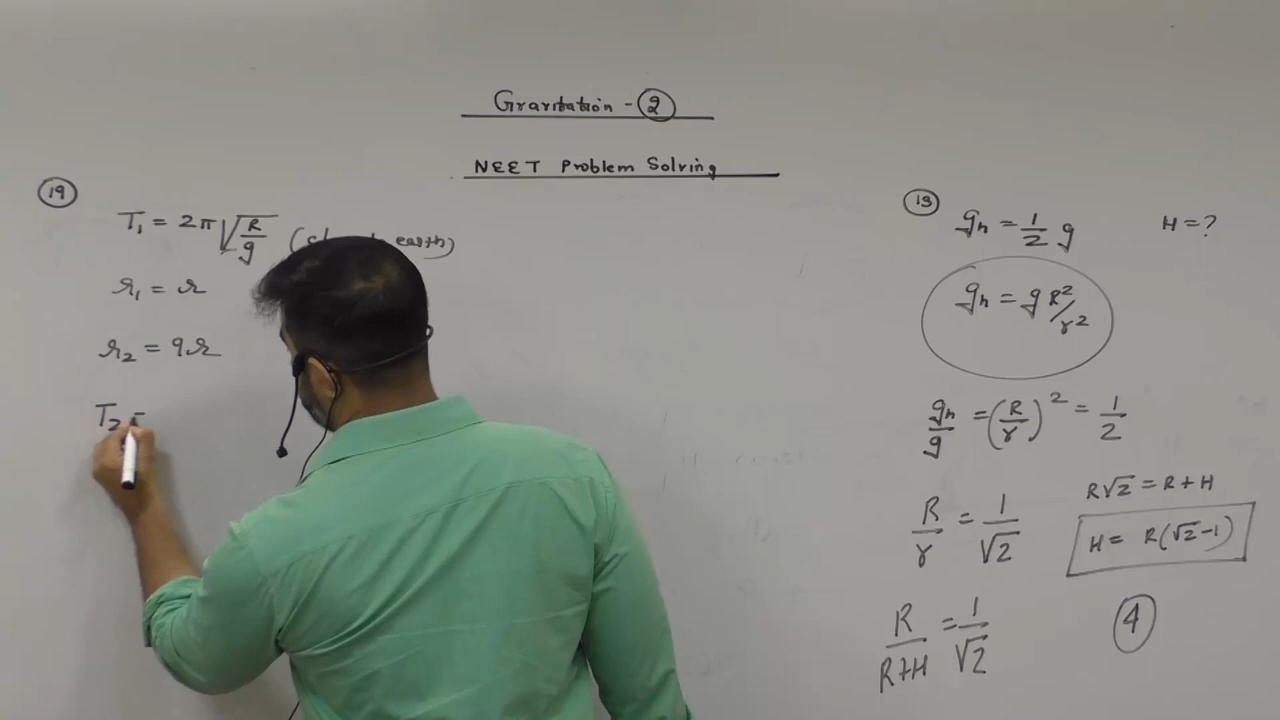 Gravitation - 2
NEET Problem Solving
19
T₁ = 2π√(R/g) ( earth)
r₁ = r
r₂ = 9r
T₂ =
13
gₕ = 1/2 g H = ?
gₕ = g R²/r²
gₕ/g = (R/r)² = 1/2
R/r = 1/√2
R√2 = R + H
H = R(√2-1)
R/R+H = 1/√2
4